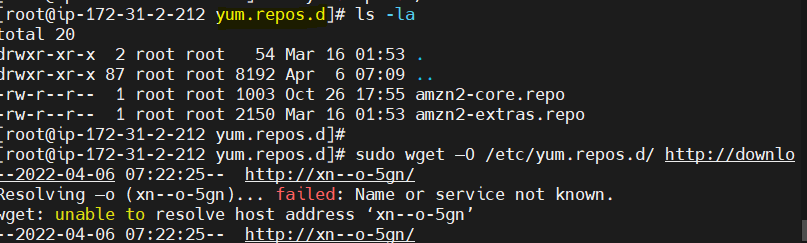 [root@ip-172-31-2-212 yum.repos.d]# ls -la
total 20
drwxr-xr-x  2 root root   54 Mar 16 01:53 .
drwxr-xr-x 87 root root 8192 Apr  6 07:09 ..
-rw-r--r--  1 root root 1003 Oct 26 17:55 amzn2-core.repo
-rw-r--r--  1 root root 2150 Mar 16 01:53 amzn2-extras.repo
[root@ip-172-31-2-212 yum.repos.d]#
[root@ip-172-31-2-212 yum.repos.d]# sudo wget –O /etc/yum.repos.d/ http://downlo
--2022-04-06 07:22:25--  http://xn--o-5gn/
Resolving –o (xn--o-5gn)... failed: Name or service not known.
wget: unable to resolve host address ‘xn--o-5gn’
--2022-04-06 07:22:25--  http://xn--o-5gn/